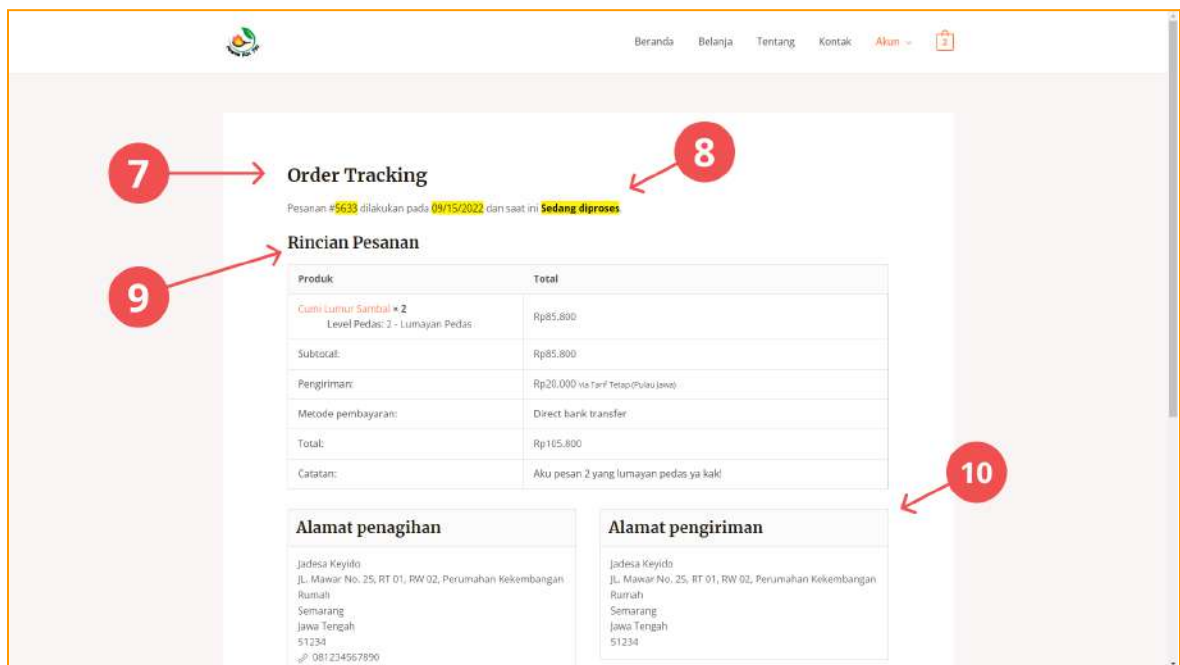 Beranda Belanja Tentang Kontak Akun 2
7
8
Order Tracking
Pesanan #5633 dilakukan pada 09/15/2022 dan saat ini Sedang diproses.
9
Rincian Pesanan
Produk Total
Cumi Lumur Sambal × 2 Rp85.800
Level Pedas: 2 - Lumayan Pedas
Subtotal: Rp85.800
Pengiriman: Rp20.000 via Tarif Tetap (Pulau Jawa)
Metode pembayaran: Direct bank transfer
Total: Rp105.800
Catatan: Aku pesan 2 yang lumayan pedas ya kak!
10
Alamat penagihan
Jadesa Keyido
JL. Mawar No. 25, RT 01, RW 02, Perumahan Kekembangan
Rumah
Semarang
Jawa Tengah
51234
081234567890
Alamat pengiriman
Jadesa Keyido
JL. Mawar No. 25, RT 01, RW 02, Perumahan Kekembangan
Rumah
Semarang
Jawa Tengah
51234